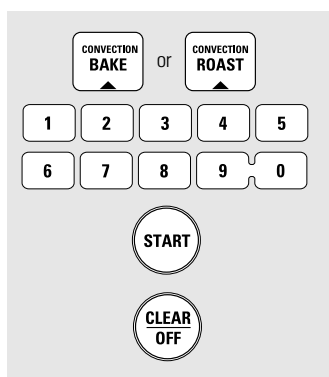 CONVECTION CONVECTION
BAKE or ROAST
1 2 3 4 5
6 7 8 9 0
START
CLEAR
OFF